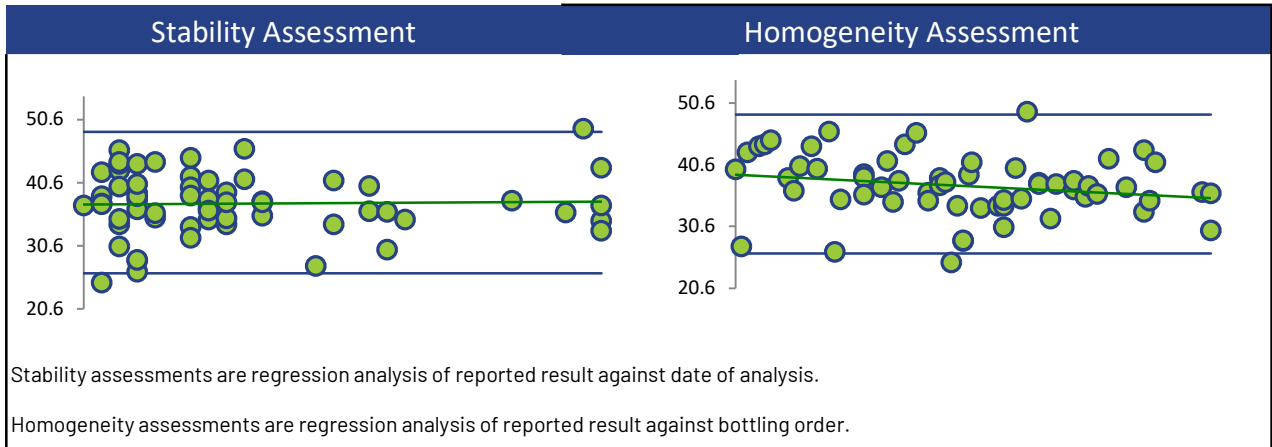 Stability Assessment
Homogeneity Assessment
50.6
40.6
30.6
20.6
50.6
40.6
30.6
20.6
Stability assessments are regression analysis of reported result against date of analysis.
Homogeneity assessments are regression analysis of reported result against bottling order.